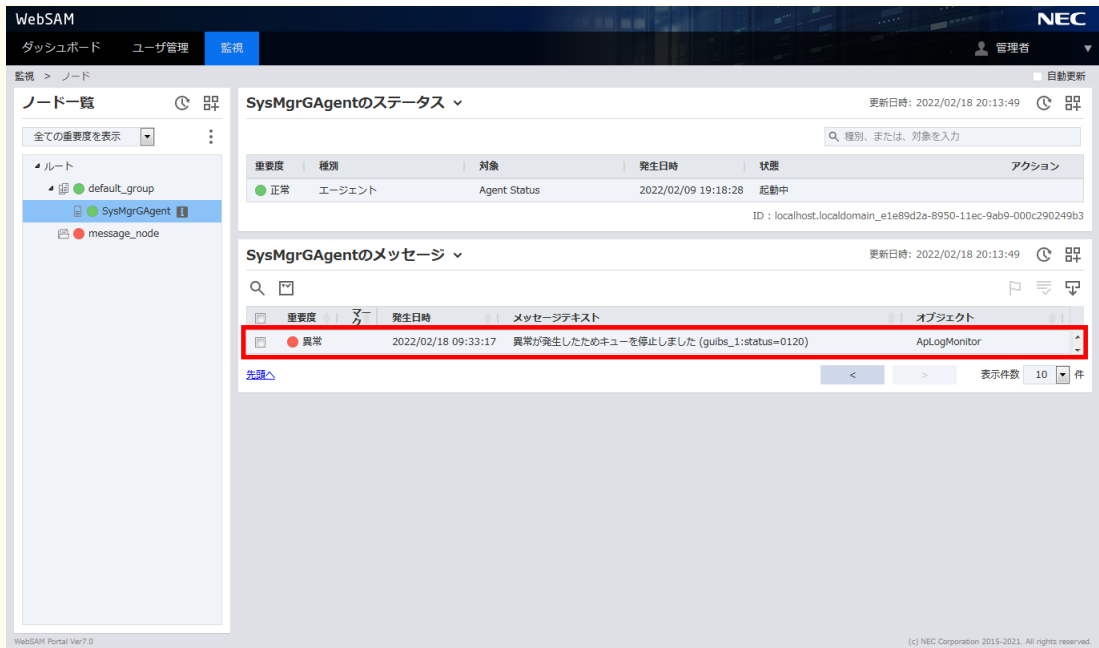 WebSAM
NEC
ダッシュボード ユーザ管理 監視 管理者
監視 > ノード 自動更新
ノード一覧
全ての重要度を表示
ルート
default_group
SysMgrGAgent I
message_node
SysMgrGAgentのステータス 更新日時: 2022/02/18 20:13:49
種別、または、対象を入力
重要度 種別 対象 発生日時 状態 アクション
正常 エージェント Agent Status 2022/02/09 19:18:28 起動中
ID : localhost.localdomain_e1e89d2a-8950-11ec-9ab9-000c290249b3
SysMgrGAgentのメッセージ 更新日時: 2022/02/18 20:13:49
重要度 マーク 発生日時 メッセージテキスト オブジェクト
異常 2022/02/18 09:33:17 異常が発生したためキューを停止しました (guibs_1:status=0120) ApLogMonitor
先頭へ < > 表示件数 10 件
WebSAM Portal Ver7.0 (c) NEC Corporation 2015-2021. All rights reserved.